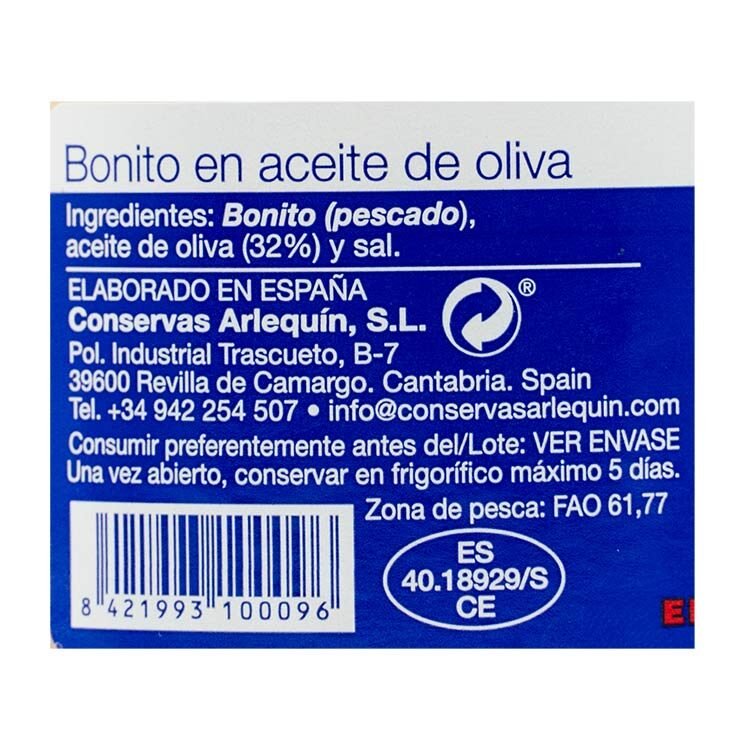 Bonito en aceite de oliva
Ingredientes: Bonito (pescado),
aceite de oliva (32%) y sal.
ELABORADO EN ESPAÑA
Conservas Arlequín, S.L.
®
Pol. Industrial Trascueto, B-7
39600 Revilla de Camargo. Cantabria. Spain
Tel. +34 942 254 507 • info@conservasarlequin.com
Consumir preferentemente antes del/Lote: VER ENVASE
Una vez abierto, conservar en frigorífico máximo 5 días.
Zona de pesca: FAO 61,77
ES
40.18929/S
CE
8 421993 100096